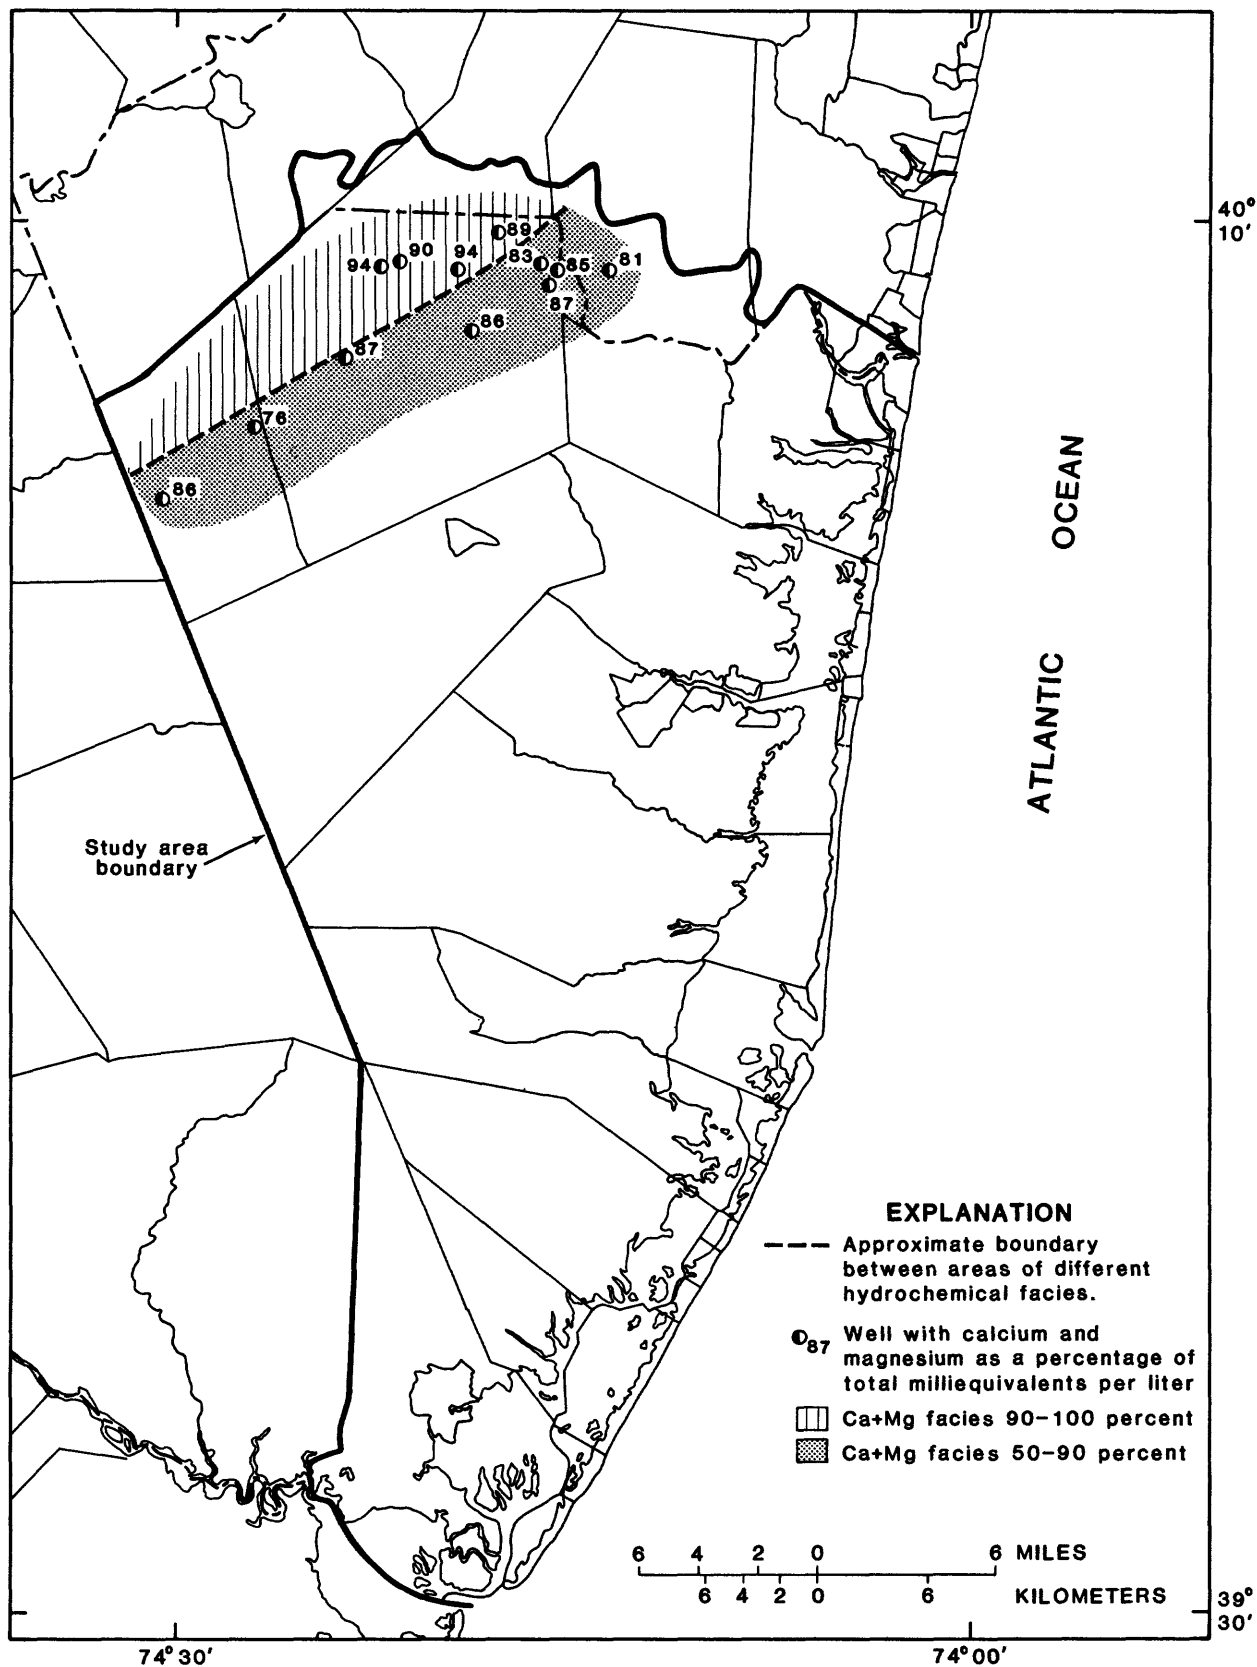 40°
10'
89
90
94
94
83
85
81
87
86
87
76
86
ATLANTIC OCEAN
Study area
boundary
EXPLANATION
Approximate boundary
between areas of different
hydrochemical facies.
87 Well with calcium and
magnesium as a percentage of
total milliequivalents per liter
Ca+Mg facies 90-100 percent
Ca+Mg facies 50-90 percent
6 4 2 0 6 MILES
6 4 2 0 6 KILOMETERS
39°
30'
74°30' 74°00'